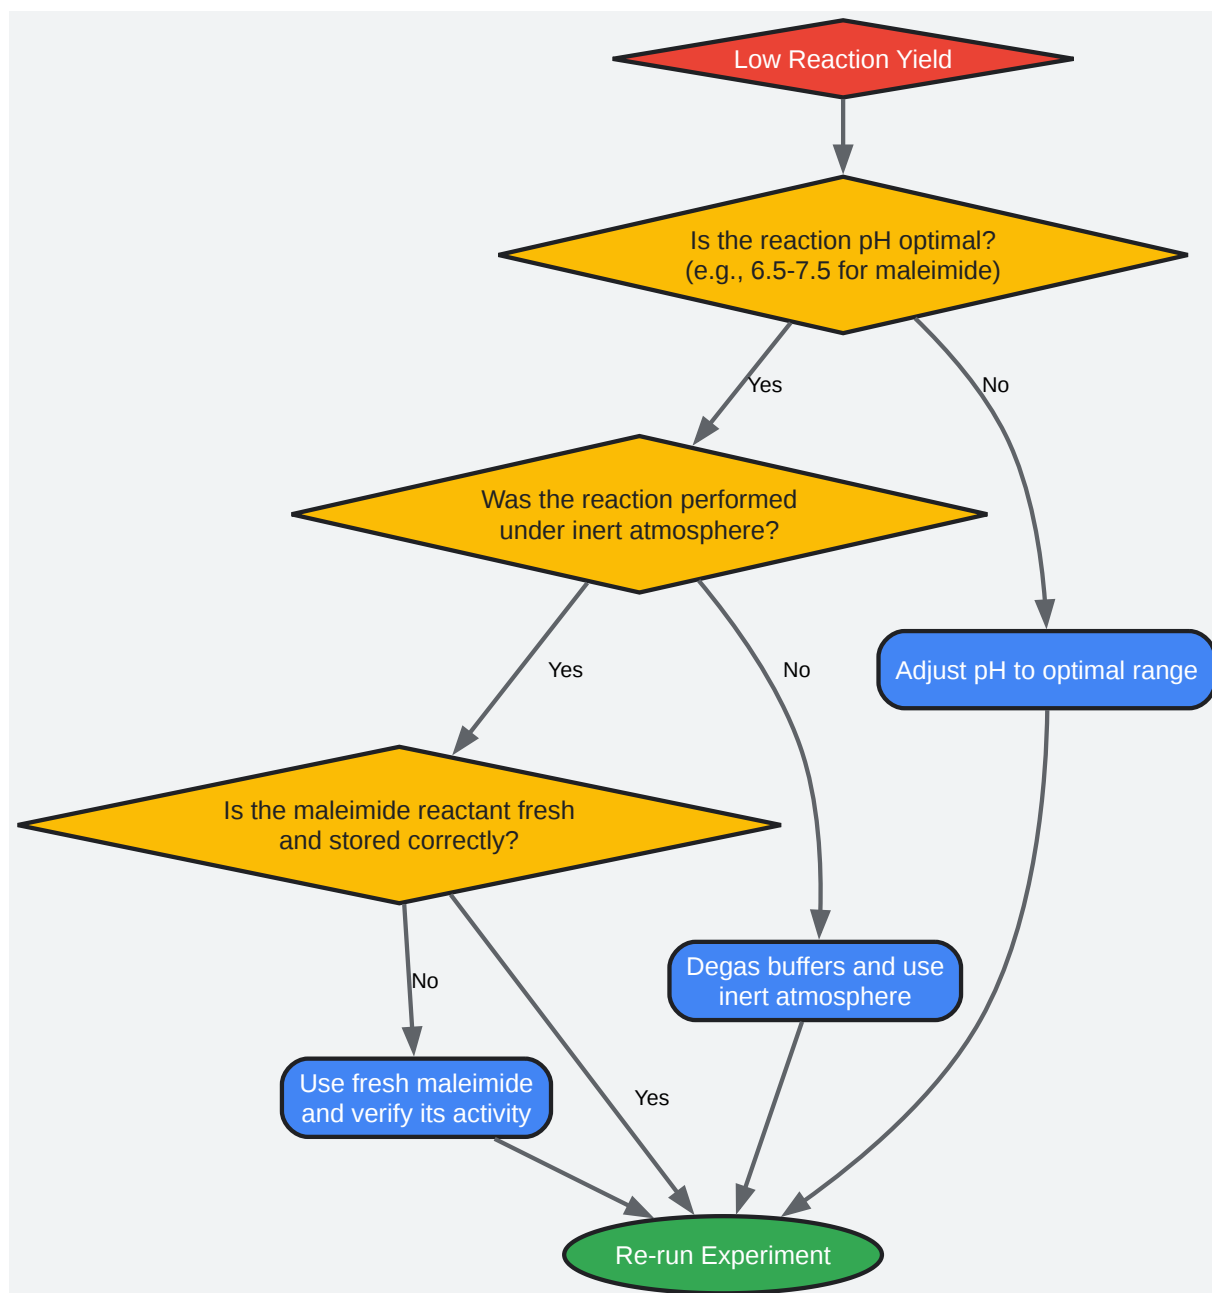 Low Reaction Yield
Is the reaction pH optimal?
(e.g., 6.5-7.5 for maleimide)
Yes
No
Was the reaction performed
under inert atmosphere?
Yes
No
Adjust pH to optimal range
Is the maleimide reactant fresh
and stored correctly?
No
Yes
Degas buffers and use
inert atmosphere
Use fresh maleimide
and verify its activity
Re-run Experiment